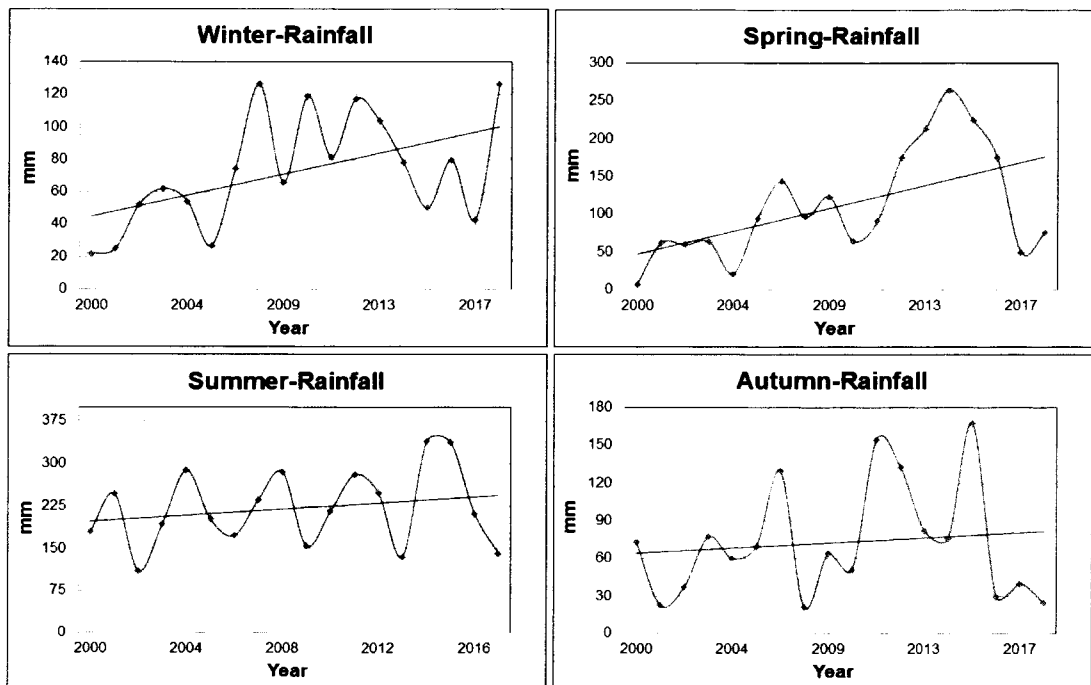 Winter-Rainfall
140
120
100
80
60
40
20
0
mm
2000 2004 2009 2013 2017
Year
Spring-Rainfall
300
250
200
150
100
50
0
mm
2000 2004 2009 2013 2017
Year
Summer-Rainfall
375
300
225
150
75
0
mm
2000 2004 2008 2012 2016
Year
Autumn-Rainfall
180
150
120
90
60
30
0
mm
2000 2004 2009 2013 2017
Year